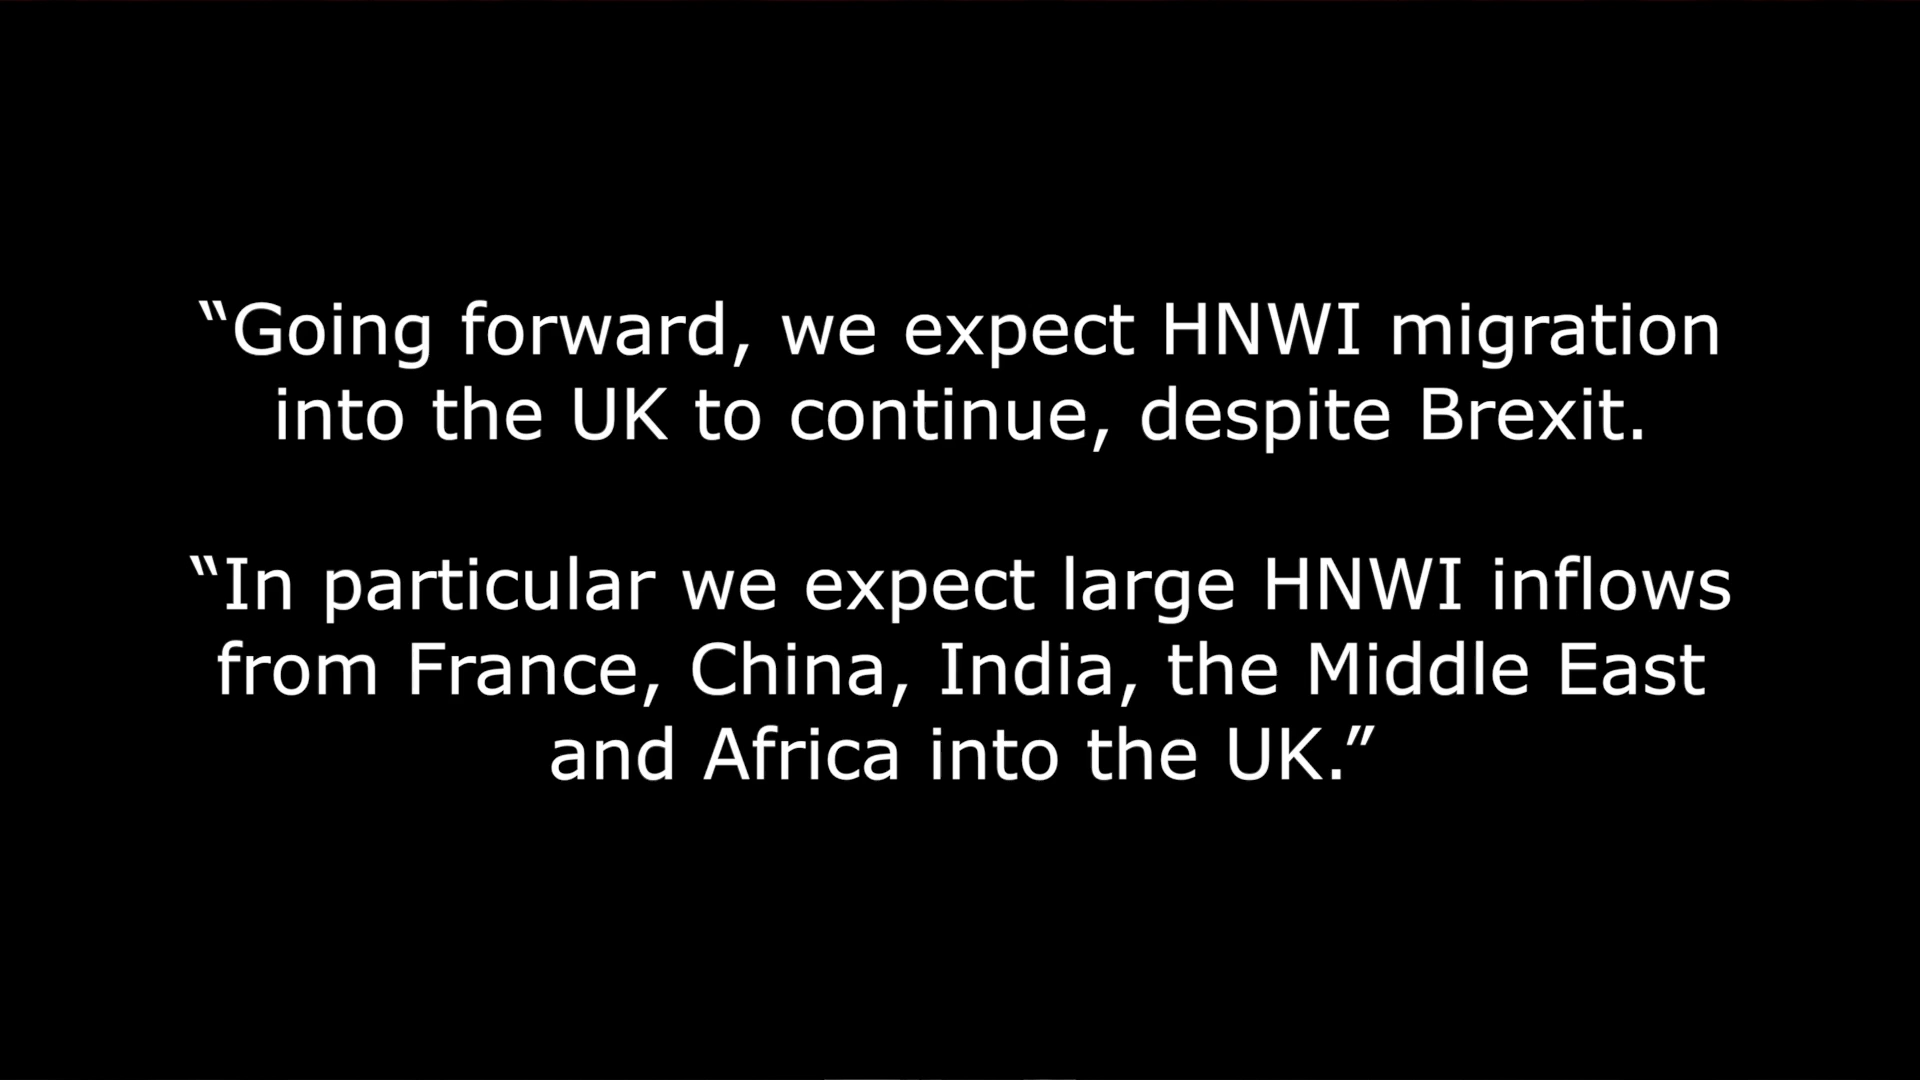 “Going forward, we expect HNWI migration
into the UK to continue, despite Brexit.
“In particular we expect large HNWI inflows
from France, China, India, the Middle East
and Africa into the UK.”